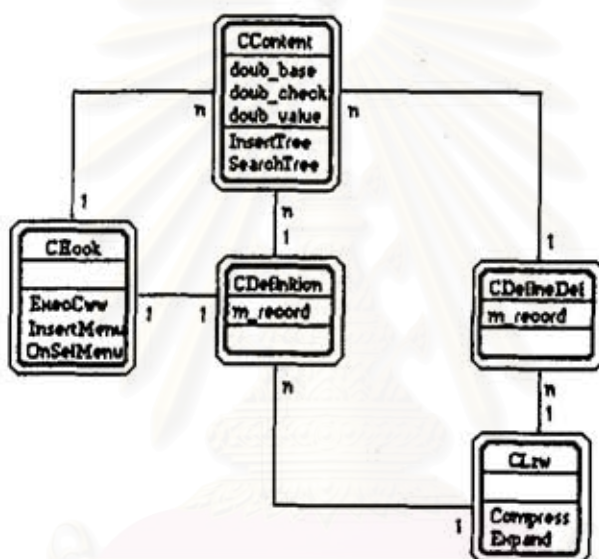 CContent
doub_base
doub_check
doub_value
InsertTree
SearchTree
n
n
n
1
1
1
CHook
ExecCww
InsertMenu
OnSelMenu
1
1
CDefinition
m_record
CDefineDef
m_record
n
n
1
CLzw
Compress
Expand
1